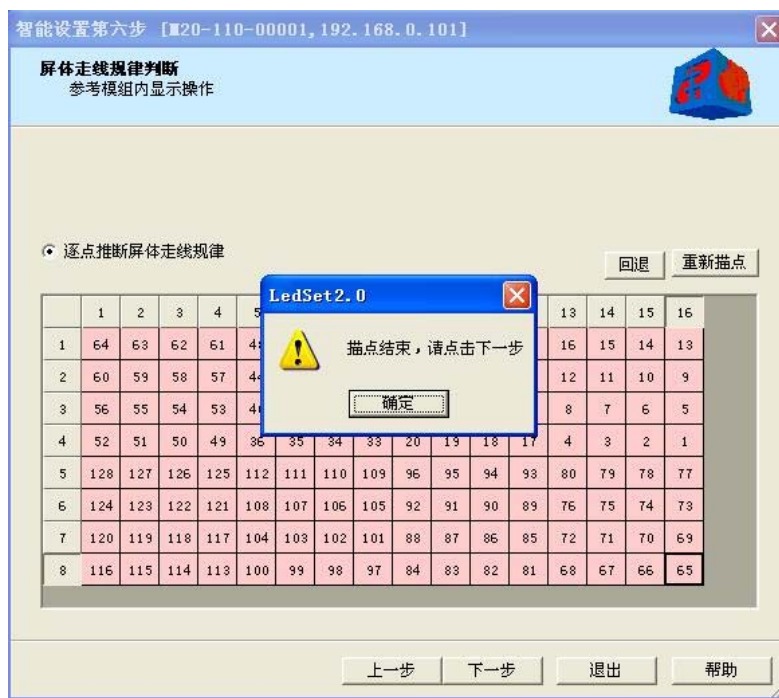 智能设置第六步 [M20-110-00001,192.168.0.101]
屏体走线规律判断
参考模组内显示操作
逐点推断屏体走线规律
回退 重新描点
LedSet2.0
描点结束，请点击下一步
确定
1 2 3 4 13 14 15 16
1 64 63 62 61 16 15 14 13
2 60 59 58 57 12 11 10 9
3 56 55 54 53 8 7 6 5
4 52 51 50 49 36 35 34 33 20 19 18 17 4 3 2 1
5 128 127 126 125 112 111 110 109 96 95 94 93 80 79 78 77
6 124 123 122 121 108 107 106 105 92 91 90 89 76 75 74 73
7 120 119 118 117 104 103 102 101 88 87 86 85 72 71 70 69
8 116 115 114 113 100 99 98 97 84 83 82 81 68 67 66 65
上一步 下一步 退出 帮助